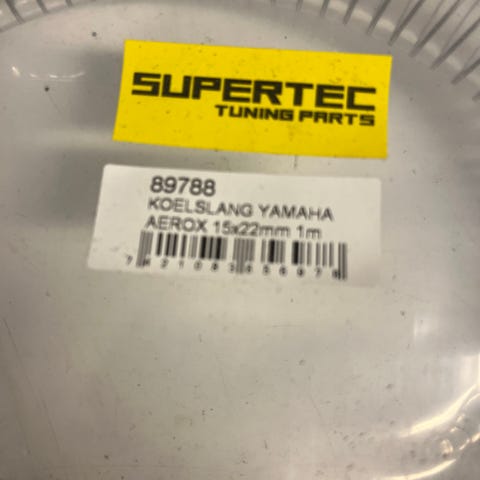 SUPERTEC
TUNING PARTS
89788
KOELSLANG YAMAHA
AEROX 15x22mm 1m